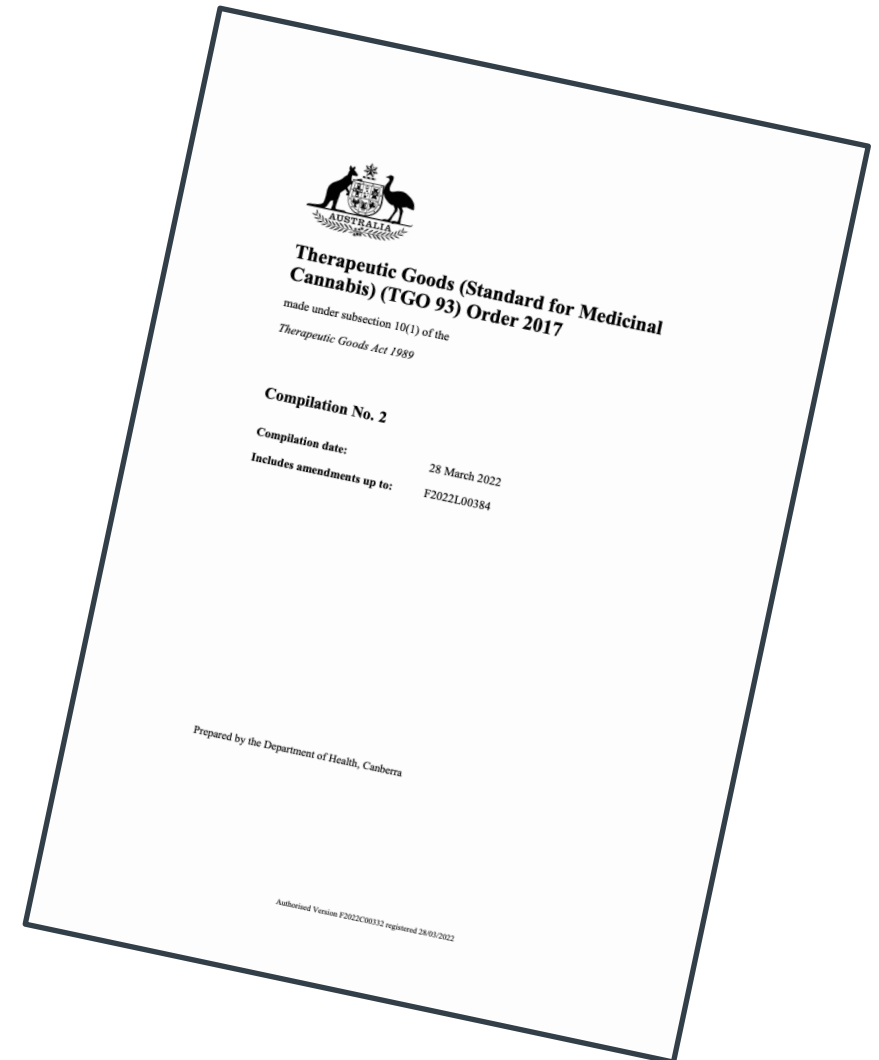 AUSTRALIA
Therapeutic Goods (Standard for Medicinal
Cannabis) (TGO 93) Order 2017
made under subsection 10(1) of the
Therapeutic Goods Act 1989
Compilation No. 2
Compilation date: 28 March 2022
Includes amendments up to: F2022L00384
Prepared by the Department of Health, Canberra
Authorised Version F2022C00332 registered 28/03/2022